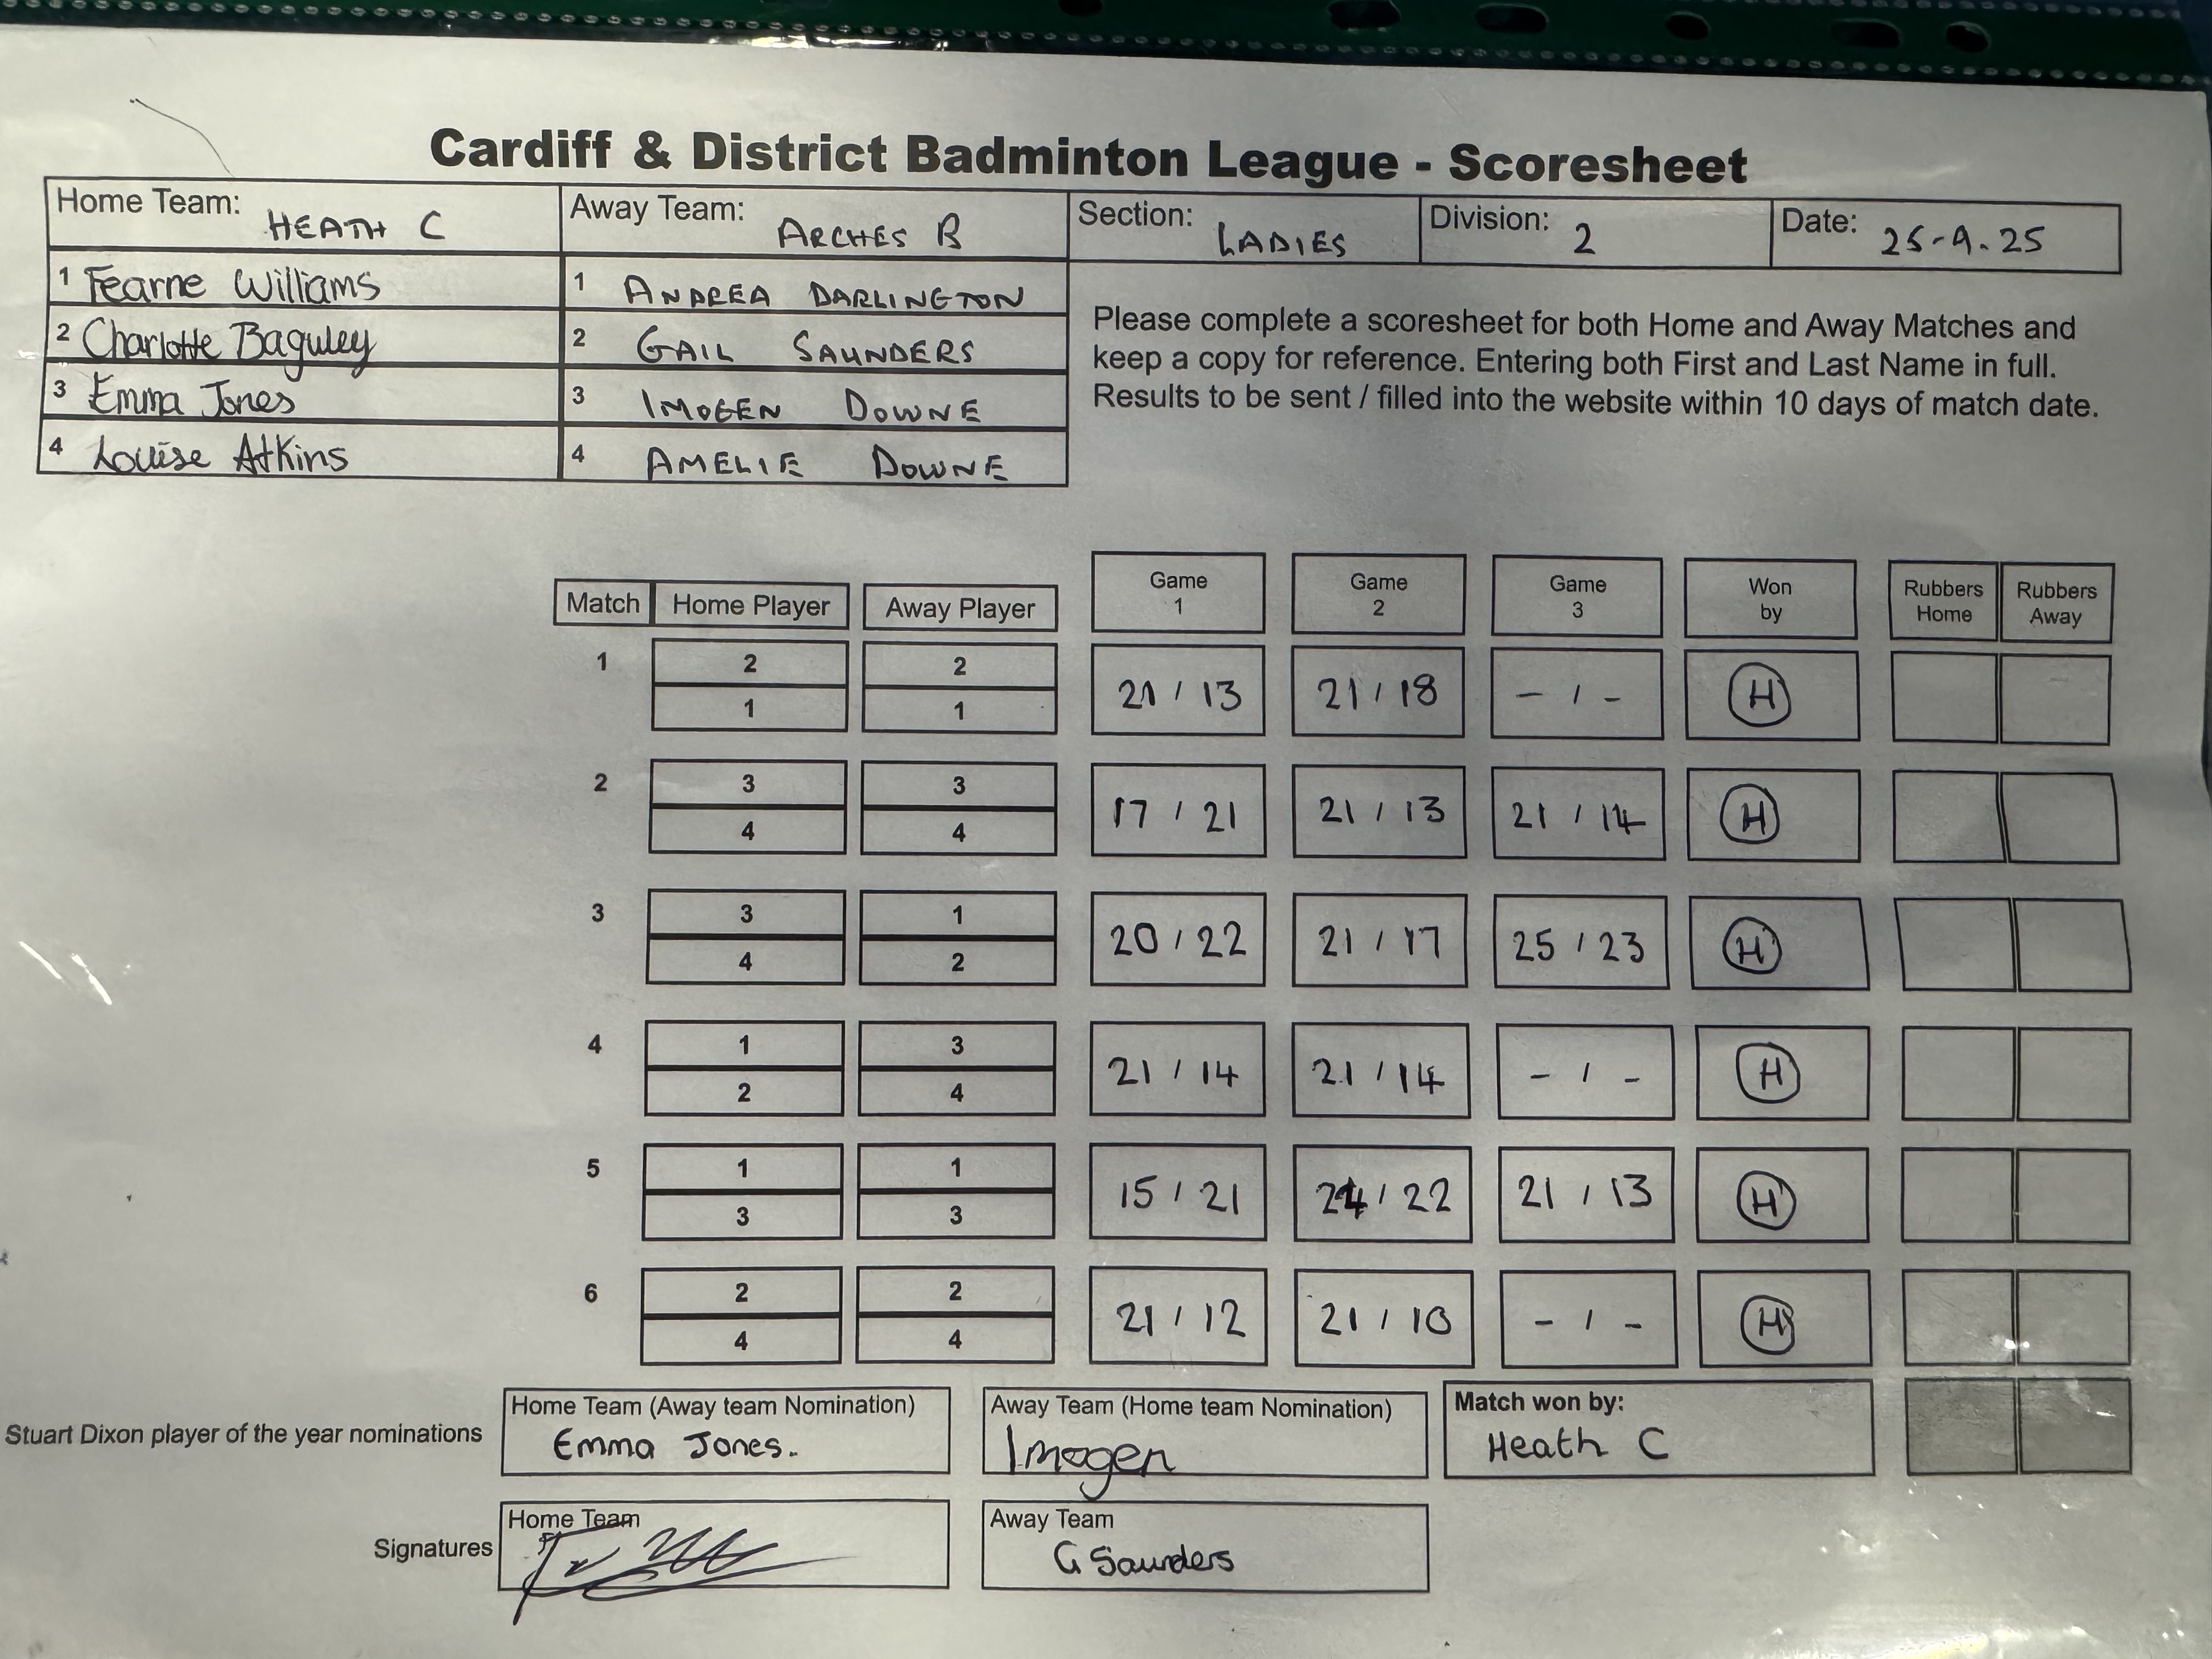 Cardiff & District Badminton League - Scoresheet
Home Team: HEATH C Away Team: ARCHES B Section: LADIES Division: 2 Date: 25-9-25
1 Fearne Williams 1 ANDREA DARLINGTON
2 Charlotte Baguley 2 GAIL SAUNDERS
3 Emma Jones 3 IMOGEN DOWNE
4 Louise Atkins 4 AMELIE DOWNE
Please complete a scoresheet for both Home and Away Matches and
keep a copy for reference. Entering both First and Last Name in full.
Results to be sent / filled into the website within 10 days of match date.
Match Home Player Away Player Game 1 Game 2 Game 3 Won by Rubbers Home Rubbers Away
1 2 2 21 / 13 21 / 18 - / - H
1 1
2 3 3 17 / 21 21 / 13 21 / 14 H
4 4
3 3 1 20 / 22 21 / 17 25 / 23 H
4 2
4 1 3 21 / 14 21 / 14 - / - H
2 4
5 1 1 15 / 21 24 / 22 21 / 13 H
3 3
6 2 2 21 / 12 21 / 10 - / - H
4 4
Stuart Dixon player of the year nominations
Home Team (Away team Nomination)
Emma Jones.
Away Team (Home team Nomination)
Imogen
Match won by:
Heath C
Signatures
Home Team
Away Team
G Saunders